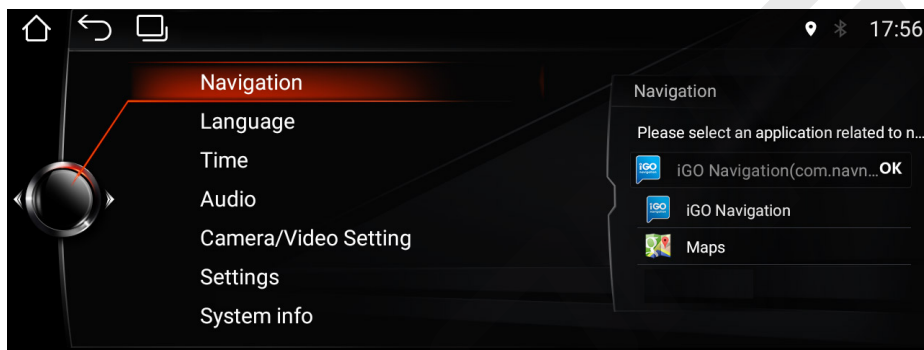 17:56
Navigation
Language
Time
Audio
Camera/Video Setting
Settings
System info
Navigation
Please select an application related to n...
iGO Navigation(com.navn...OK
iGO Navigation
Maps